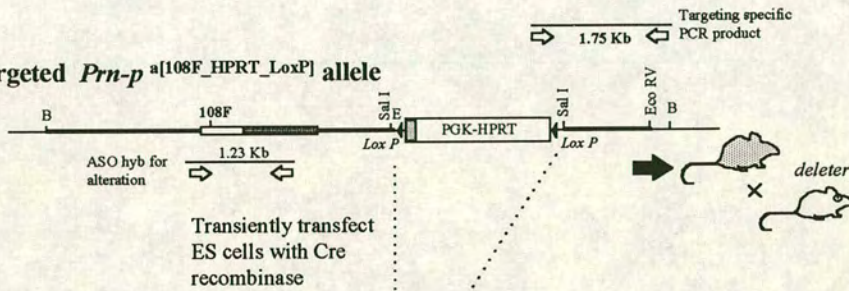 Targeting specific
PCR product
1.75 Kb
rgeted Prn-p a[108F_HPRT_LoxP] allele
B
108F
Sal I
E
PGK-HPRT
Sal I
Eco RV
B
Lox P
Lox P
ASO hyb for
alteration
1.23 Kb
deleter
×
Transiently transfect
ES cells with Cre
recombinase